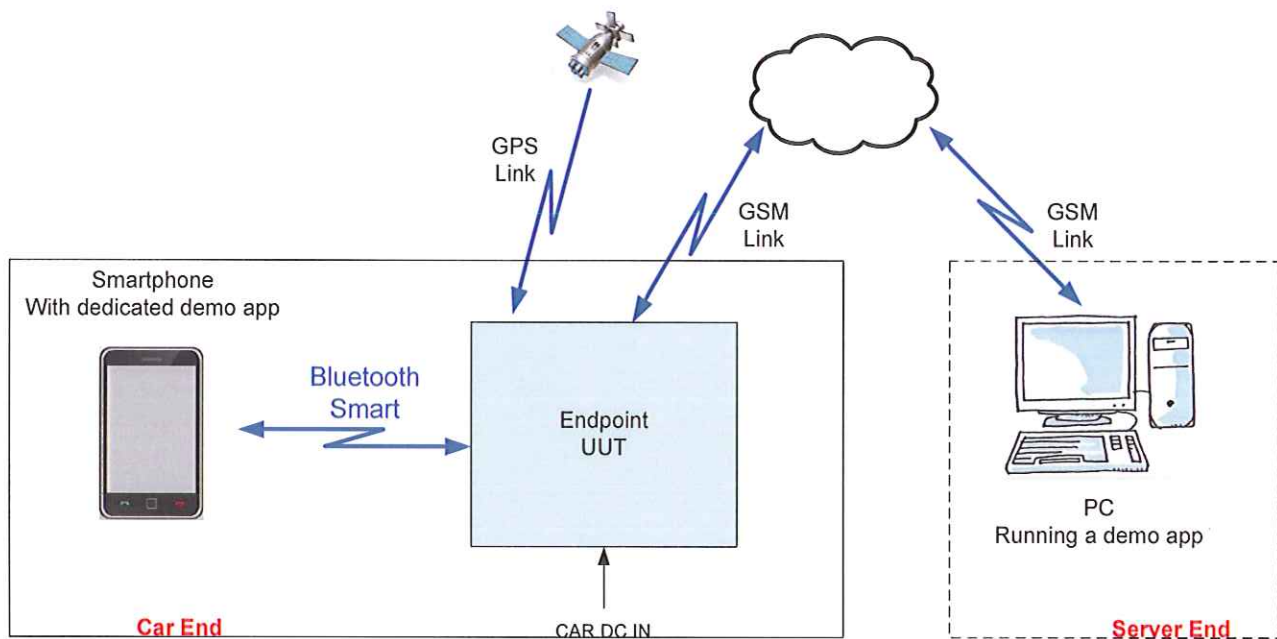 GPS
Link
GSM
Link
GSM
Link
Smartphone
With dedicated demo app
Bluetooth
Smart
Endpoint
UUT
PC
Running a demo app
Car End
CAR DC IN
Server End